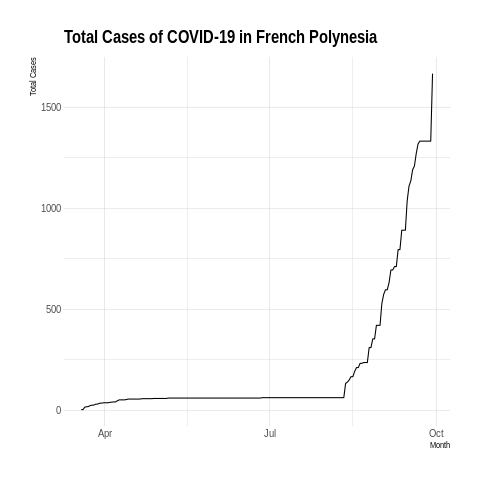 Total Cases of COVID-19 in French Polynesia
Total Cases
1500
1000
500
0
Apr Jul Oct
Month